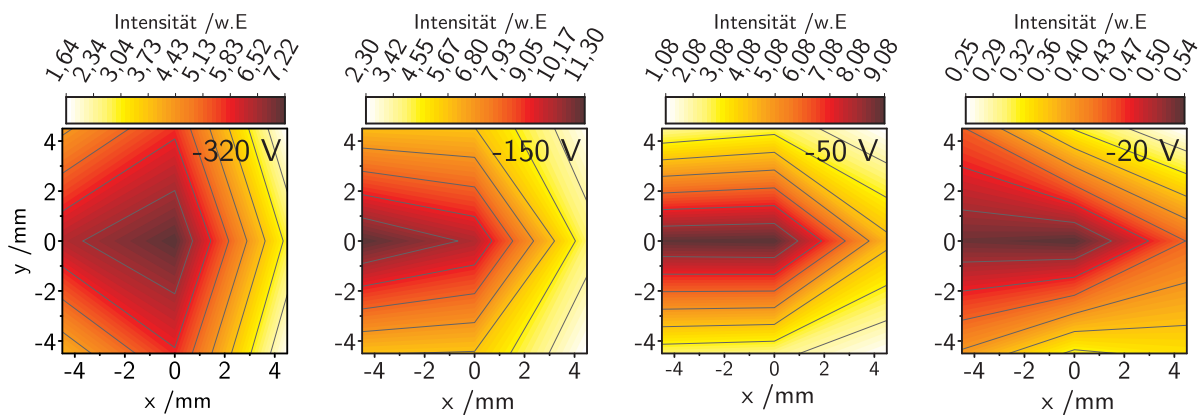 Intensität /w.E
1,64 2,34 3,04 3,73 4,43 5,13 5,83 6,52 7,22
-320 V
4
2
0
-2
-4
y /mm
-4 -2 0 2 4
x /mm
Intensität /w.E
2,30 3,42 4,55 5,67 6,80 7,93 9,05 10,17 11,30
-150 V
4
2
0
-2
-4
-4 -2 0 2 4
x /mm
Intensität /w.E
1,08 2,08 3,08 4,08 5,08 6,08 7,08 8,08 9,08
-50 V
4
2
0
-2
-4
-4 -2 0 2 4
x /mm
Intensität /w.E
0,25 0,29 0,32 0,36 0,40 0,43 0,47 0,50 0,54
-20 V
4
2
0
-2
-4
-4 -2 0 2 4
x /mm